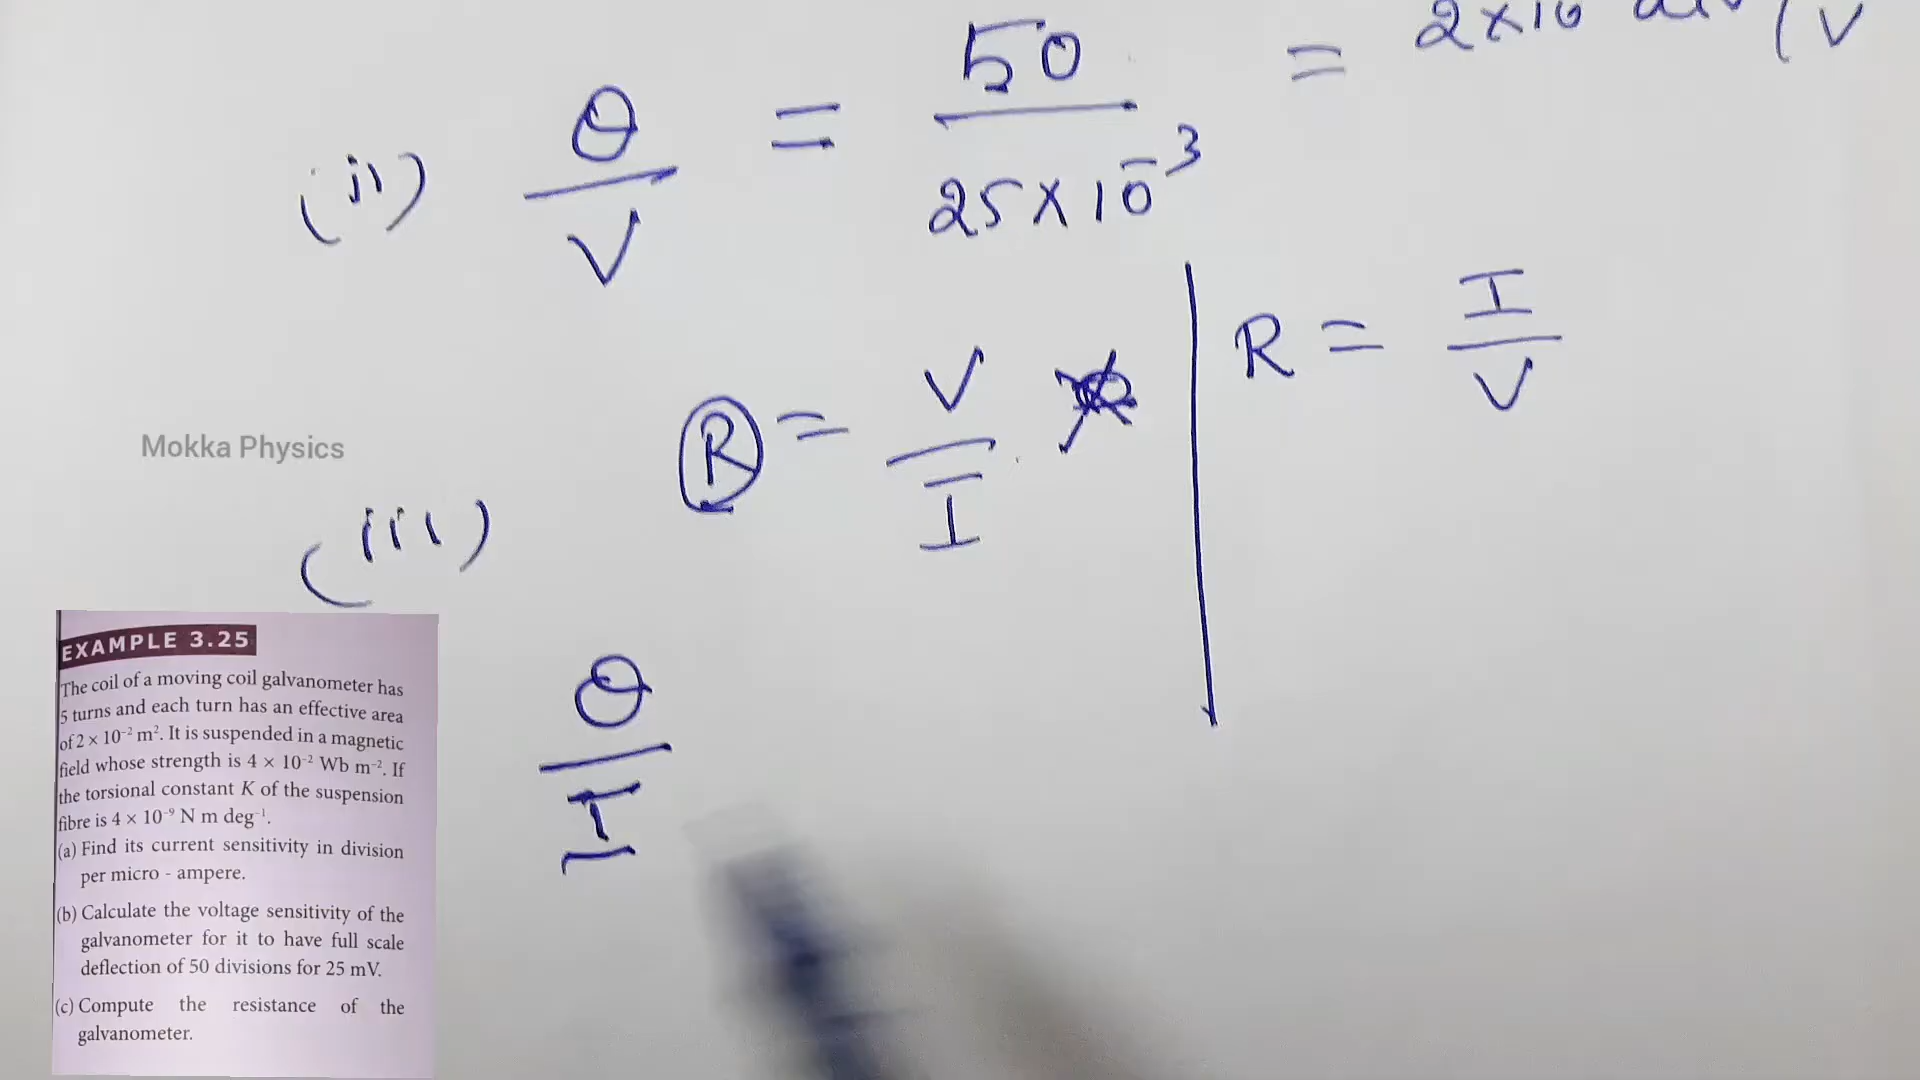 (ii) θ/V = 50/25×10⁻³ = 2×10 div/V
R = V/I
R = I/V
Mokka Physics
(iii)
θ/I
EXAMPLE 3.25
The coil of a moving coil galvanometer has
5 turns and each turn has an effective area
of 2 × 10⁻² m². It is suspended in a magnetic
field whose strength is 4 × 10⁻² Wb m⁻². If
the torsional constant K of the suspension
fibre is 4 × 10⁻⁹ N m deg⁻¹.
(a) Find its current sensitivity in division
per micro - ampere.
(b) Calculate the voltage sensitivity of the
galvanometer for it to have full scale
deflection of 50 divisions for 25 mV.
(c) Compute the resistance of the
galvanometer.